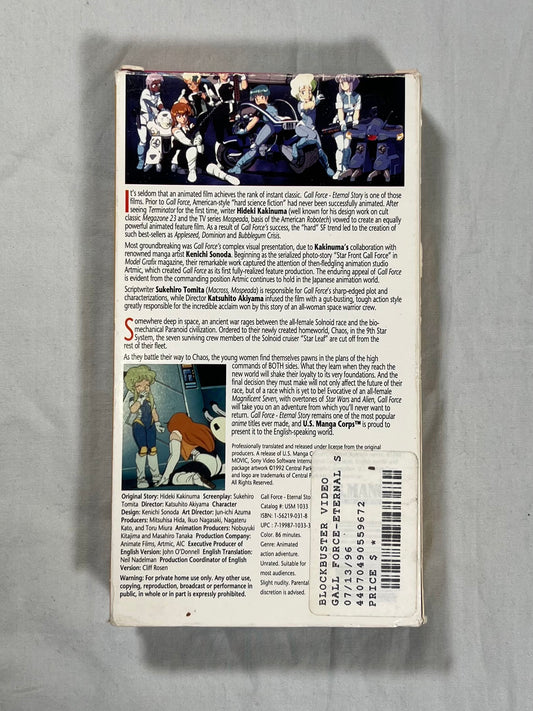 It's seldom that an animated film achieves the rank of instant classic. Gall Force - Eternal Story is one of those
films. Prior to Gall Force, American-style "hard science fiction" had never been successfully animated. After
seeing Terminator for the first time, writer Hideki Kakinuma (well known for his design work on cult
classic Megazone 23 and the TV series Mospeada, basis of the American Robotech) vowed to create an equally
powerful animated feature film. As a result of Gall Force's success, the "hard" SF trend led to the creation
of such best-sellers as Appleseed, Dominion and Bubblegum Crisis.
Most groundbreaking was Gall Force's complex visual presentation, due to Kakinuma's collaboration with
renowned manga artist Kenichi Sonoda. Beginning as the serialized photo-story "Star Front Gall Force" in
Model Grafix magazine, their remarkable work captured the attention of then-fledgling animation studio
Artmic, which created Gall Force as its first fully-realized feature production. The enduring appeal of Gall Force
is evident in the foreign companion position Artmic continues to hold in the Japanese animation world.
Scriptwriter Sukehiro Tomita (Macross, Mospeada) is responsible for Gall Force's sharp-edged plot and
characterizations, while Director Katsuhito Akiyama infused the film with a gut-busting, tough action style
greatly responsible for the incredible acclaim won by this story of an all-woman space warrior crew.
Somewhere deep in space, an ancient war rages between the all-female Solnoid race and the bio-
mechanical Paranoid civilization. Ordered to their newly created homeworld, Chaos, in the 9th Star
System, the seven surviving crew members of the Solnoid cruiser "Star Leaf" are cut off from the
rest of their fleet.
As they battle their way to Chaos, the young women find themselves pawns in the plans of the high
commands of BOTH sides. What they learn when they reach the
new world will shake their loyalty to its very foundations. And the
final decision they must make will not only affect the future of their
race, but of a race which is yet to be! Evocative of an all-female
Magnificent Seven, with overtones of Star Wars and Alien, Gall Force
will take you on an adventure from which you'll never want to
return. Gall Force - Eternal Story remains one of the most popular
anime titles ever made, and U.S. Manga Corps™ is proud to
present it to the English-speaking world.
Professionally translated and released under license from the original
producers. A release of U.S. Manga Co
MOVIC, Sony Video Software Internat
package artwork ©1992 Central Park
and logo are trademarks of Central P
All Rights Reserved.
Original Story: Hideki Kakinuma Screenplay: Sukehiro
Tomita Director: Katsuhito Akiyama Character
Design: Kenichi Sonoda Art Director: Jun-ichi Azuma
Producers: Mitsuhisa Hida, Ikuo Nagasaki, Nagateru
Kato, and Toru Miura Animation Producers: Nobuyuki
Kitajima and Masahiro Tanaka Production Company:
Animate Films, Artmic, AIC Executive Producer of
English Version: John O'Donnell English Translation:
Neil Nadelman Production Coordinator of English
Version: Cliff Rosen
Warning: For private home use only. Any other use,
copying, reproduction, broadcast or performance in
public, in whole or in part is expressly prohibited.
Gall Force - Eternal Sto
Catalog #: USM 1033
ISBN: 1-56219-031-8
UPC : 7-19987-1033-3
Color. 86 minutes.
Genre: Animated
action adventure.
Unrated. Suitable for
most audiences.
Slight nudity. Parental
discretion is advised.
BLOCKBUSTER VIDEO
GALL FORCE-ETERNAL S
07/13/96
44070490559672
PRICE $ *